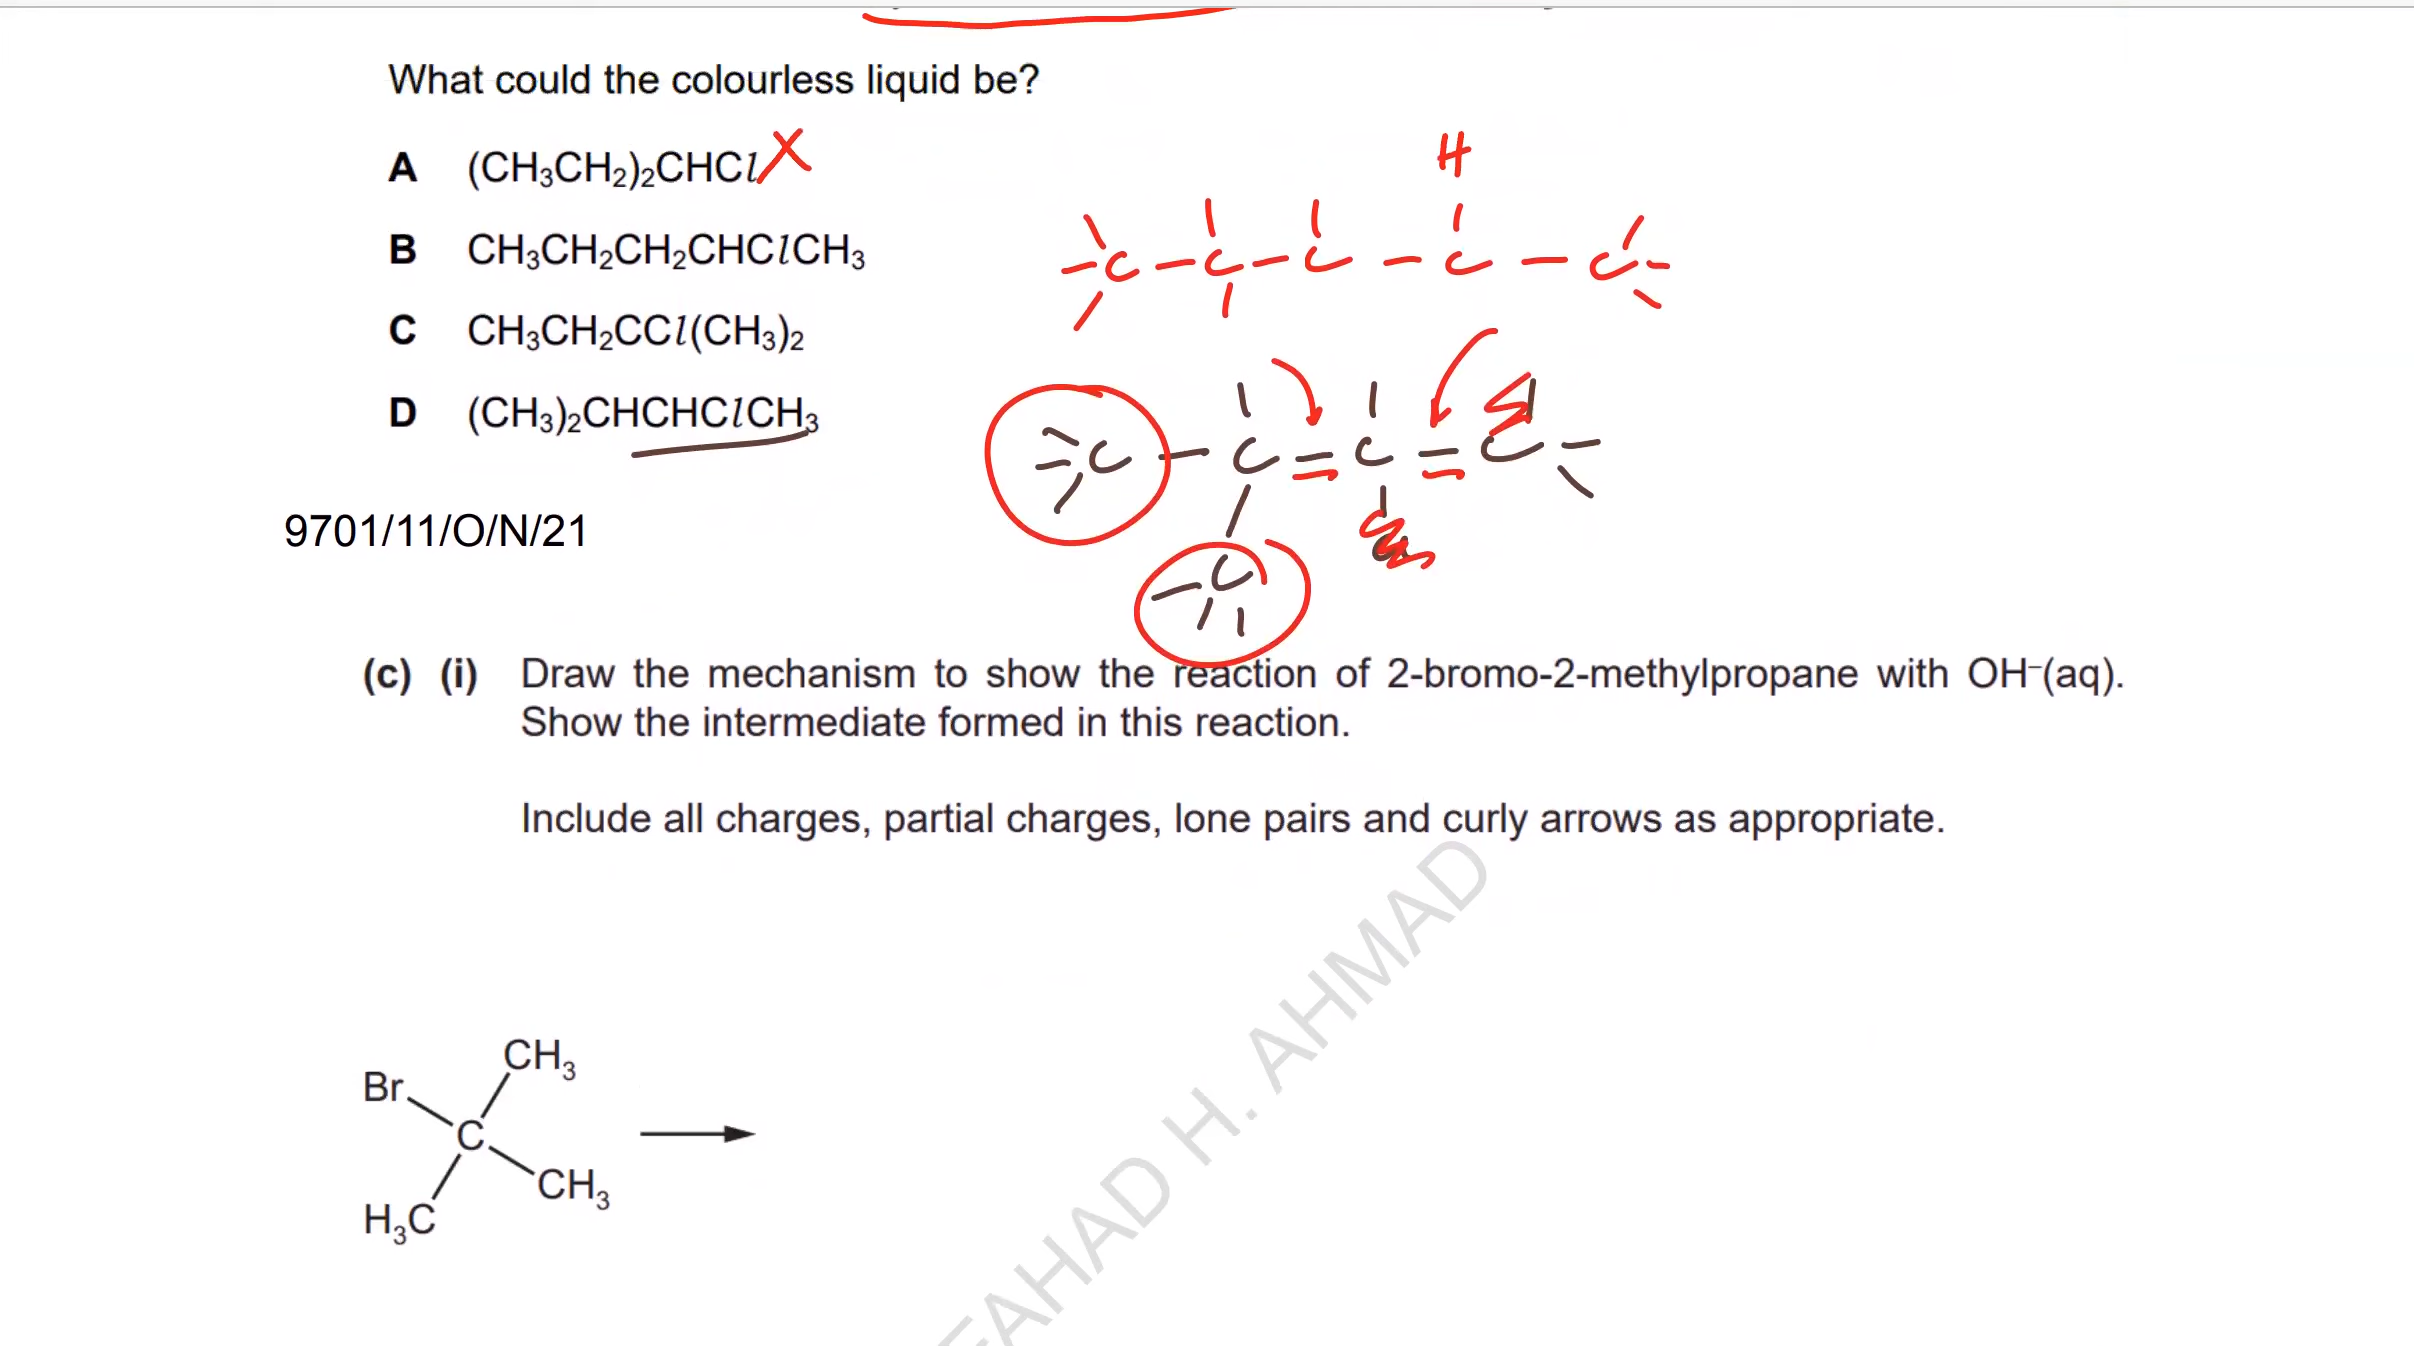 What could the colourless liquid be?
A (CH₃CH₂)₂CHCl X
B CH₃CH₂CH₂CHClCH₃
C CH₃CH₂CCl(CH₃)₂
D (CH₃)₂CHCHClCH₃
H
C - C - C - C - C
C - C = C = C
C
9701/11/O/N/21
(c) (i) Draw the mechanism to show the reaction of 2-bromo-2-methylpropane with OH⁻(aq).
Show the intermediate formed in this reaction.
Include all charges, partial charges, lone pairs and curly arrows as appropriate.
CH₃
Br
C
CH₃
H₃C
FAHAD H. AHMAD